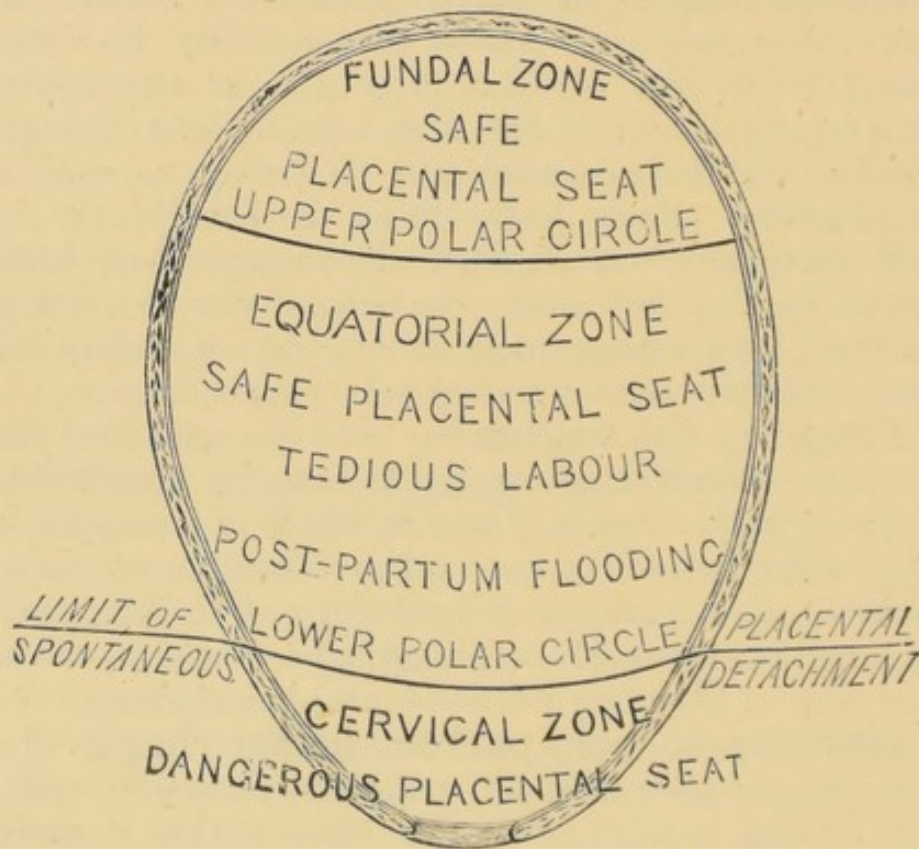 FUNDAL ZONE
SAFE
PLACENTAL SEAT
UPPER POLAR CIRCLE
EQUATORIAL ZONE
SAFE PLACENTAL SEAT
TEDIOUS LABOUR
POST-PARTUM FLOODING
LIMIT OF
SPONTANEOUS
LOWER POLAR CIRCLE
PLACENTAL
DETACHMENT
CERVICAL ZONE
DANGEROUS PLACENTAL SEAT